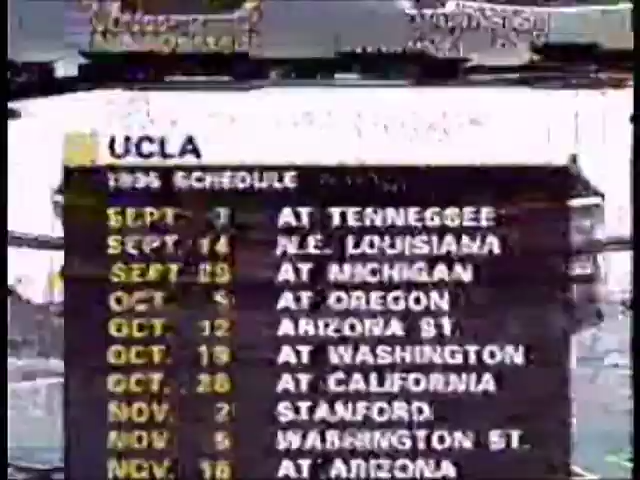 UCLA
1996 SCHEDULE
SEPT. 7 AT TENNESSEE
SEPT. 14 N.E. LOUISIANA
SEPT. 28 AT MICHIGAN
OCT. 5 AT OREGON
OCT. 12 ARIZONA ST.
OCT. 19 AT WASHINGTON
OCT. 26 AT CALIFORNIA
NOV. 2 STANFORD
NOV. 9 WASHINGTON ST.
NOV. 16 AT ARIZONA